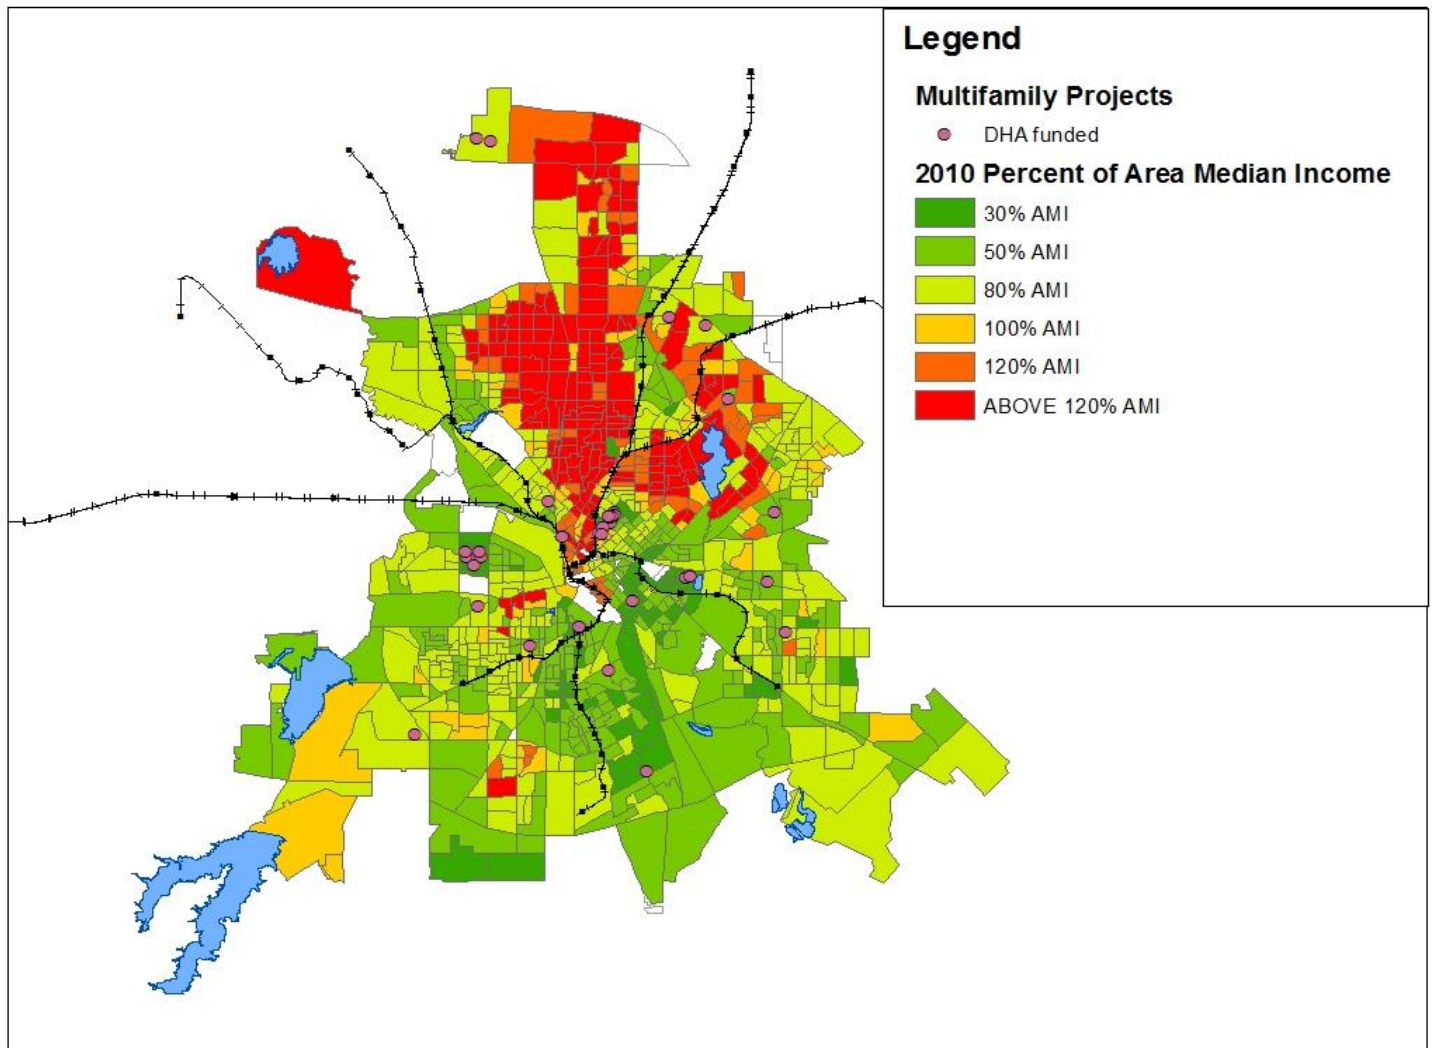 Legend
Multifamily Projects
DHA funded
2010 Percent of Area Median Income
30% AMI
50% AMI
80% AMI
100% AMI
120% AMI
ABOVE 120% AMI